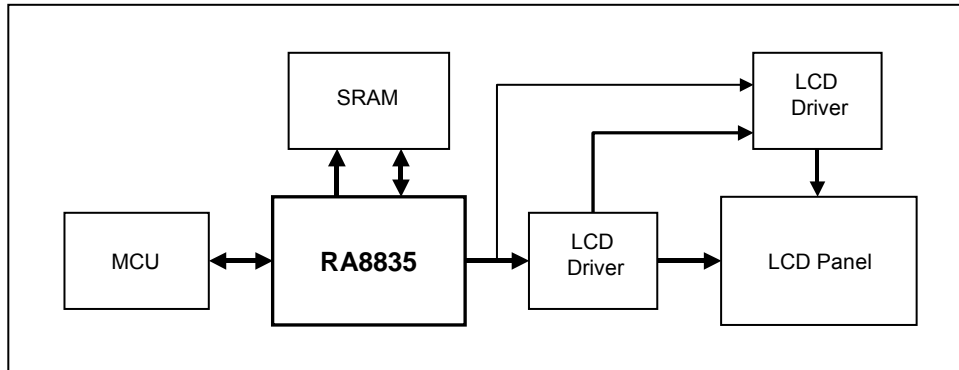 SRAM
LCD
Driver
MCU
RA8835
LCD
Driver
LCD Panel